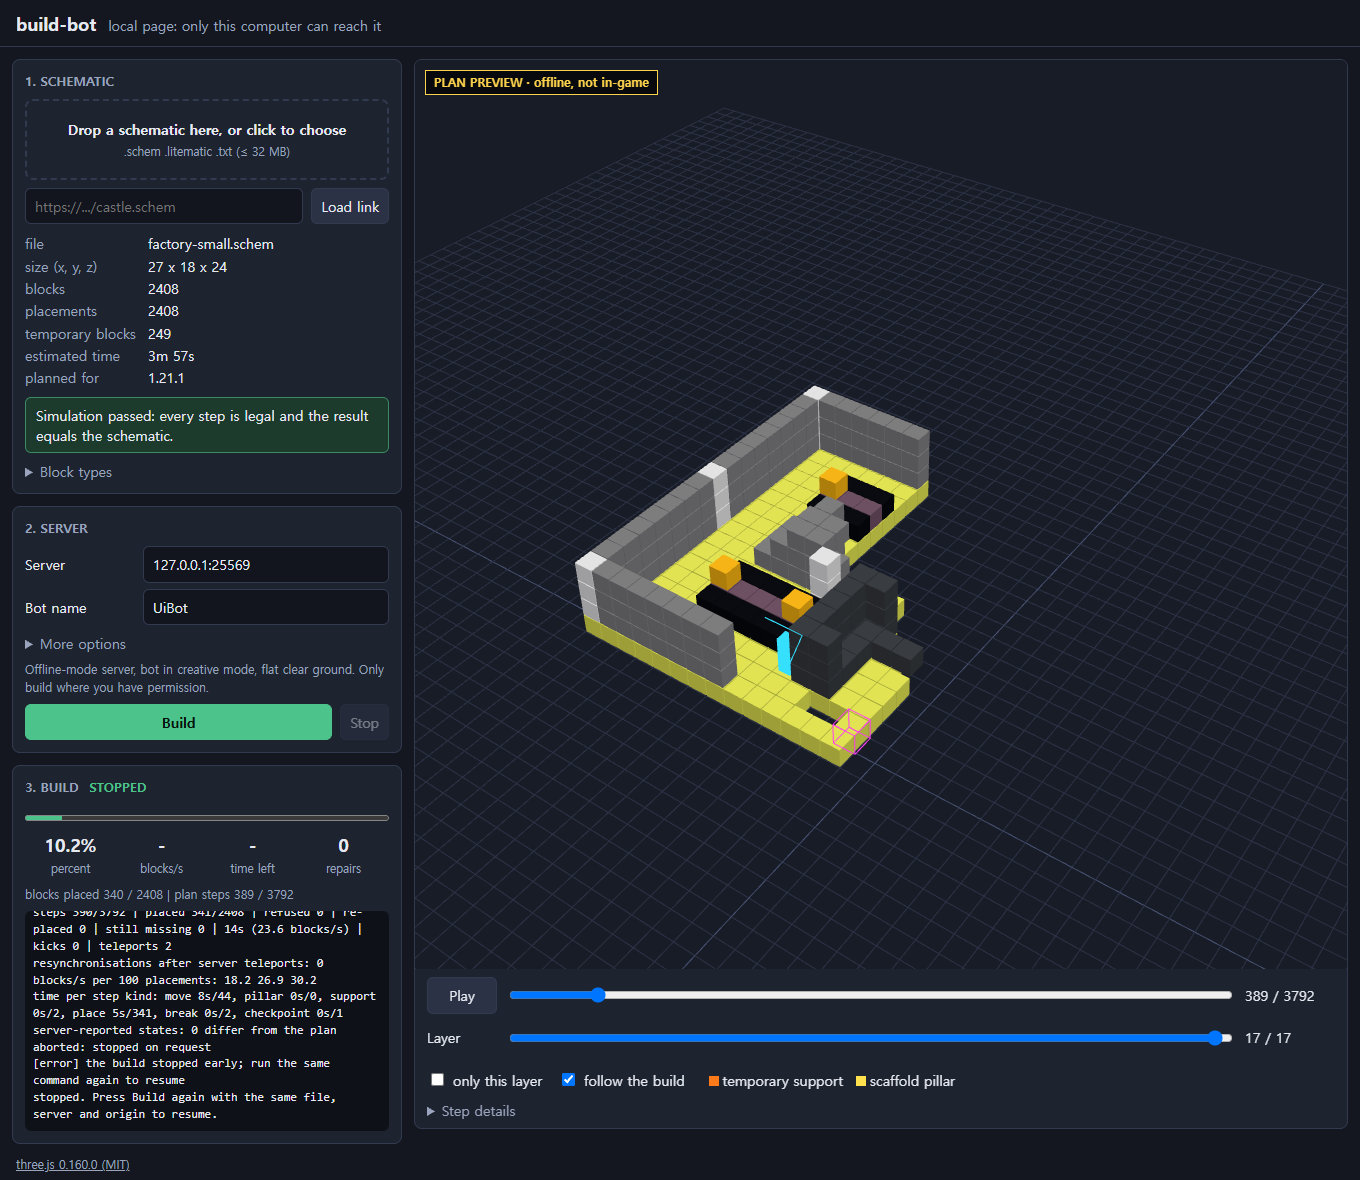 build-bot local page: only this computer can reach it
1. SCHEMATIC
Drop a schematic here, or click to choose
.schem .litematic .txt (≤ 32 MB)
https://.../castle.schem Load link
file factory-small.schem
size (x, y, z) 27 x 18 x 24
blocks 2408
placements 2408
temporary blocks 249
estimated time 3m 57s
planned for 1.21.1
Simulation passed: every step is legal and the result
equals the schematic.
▶ Block types
2. SERVER
Server 127.0.0.1:25569
Bot name UiBot
▶ More options
Offline-mode server, bot in creative mode, flat clear ground. Only
build where you have permission.
Build Stop
3. BUILD STOPPED
10.2% - - 0
percent blocks/s time left repairs
blocks placed 340 / 2408 | plan steps 389 / 3792
steps 390/3792 | placed 341/2408 | refused 0 | re-
placed 0 | still missing 0 | 14s (23.6 blocks/s) |
kicks 0 | teleports 2
resynchronisations after server teleports: 0
blocks/s per 100 placements: 18.2 26.9 30.2
time per step kind: move 8s/44, pillar 0s/0, support
0s/2, place 5s/341, break 0s/2, checkpoint 0s/1
server-reported states: 0 differ from the plan
aborted: stopped on request
[error] the build stopped early; run the same
command again to resume
stopped. Press Build again with the same file,
server and origin to resume.
three.js 0.160.0 (MIT)
PLAN PREVIEW · offline, not in-game
Play 389 / 3792
Layer 17 / 17
only this layer follow the build temporary support scaffold pillar
▶ Step details